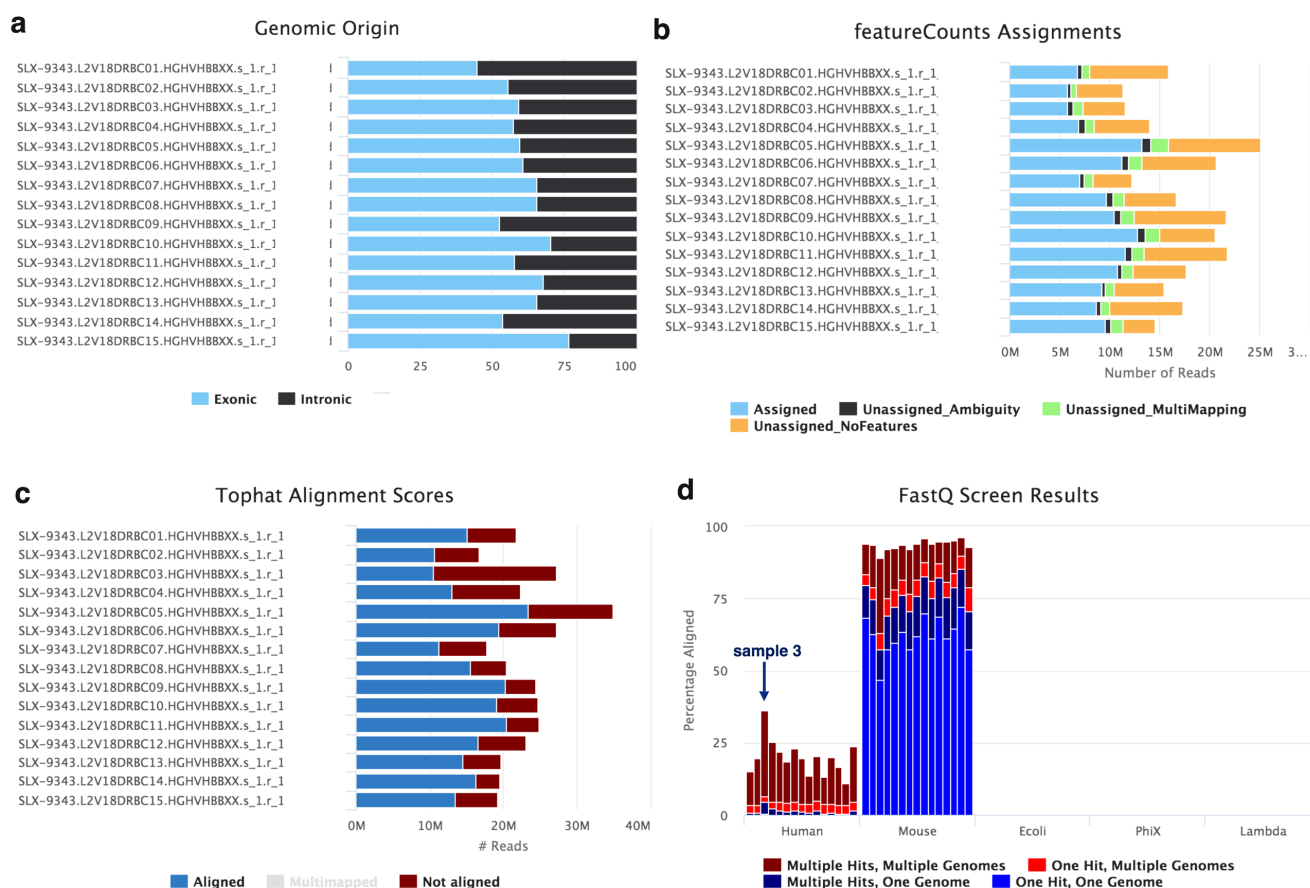 a
Genomic Origin
SLX-9343.L2V18DRBC01.HGHVHBBXX.s_1.r_1
SLX-9343.L2V18DRBC02.HGHVHBBXX.s_1.r_1
SLX-9343.L2V18DRBC03.HGHVHBBXX.s_1.r_1
SLX-9343.L2V18DRBC04.HGHVHBBXX.s_1.r_1
SLX-9343.L2V18DRBC05.HGHVHBBXX.s_1.r_1
SLX-9343.L2V18DRBC06.HGHVHBBXX.s_1.r_1
SLX-9343.L2V18DRBC07.HGHVHBBXX.s_1.r_1
SLX-9343.L2V18DRBC08.HGHVHBBXX.s_1.r_1
SLX-9343.L2V18DRBC09.HGHVHBBXX.s_1.r_1
SLX-9343.L2V18DRBC10.HGHVHBBXX.s_1.r_1
SLX-9343.L2V18DRBC11.HGHVHBBXX.s_1.r_1
SLX-9343.L2V18DRBC12.HGHVHBBXX.s_1.r_1
SLX-9343.L2V18DRBC13.HGHVHBBXX.s_1.r_1
SLX-9343.L2V18DRBC14.HGHVHBBXX.s_1.r_1
SLX-9343.L2V18DRBC15.HGHVHBBXX.s_1.r_1
0 25 50 75 100
Exonic Intronic
b
featureCounts Assignments
SLX-9343.L2V18DRBC01.HGHVHBBXX.s_1.r_1
SLX-9343.L2V18DRBC02.HGHVHBBXX.s_1.r_1
SLX-9343.L2V18DRBC03.HGHVHBBXX.s_1.r_1
SLX-9343.L2V18DRBC04.HGHVHBBXX.s_1.r_1
SLX-9343.L2V18DRBC05.HGHVHBBXX.s_1.r_1
SLX-9343.L2V18DRBC06.HGHVHBBXX.s_1.r_1
SLX-9343.L2V18DRBC07.HGHVHBBXX.s_1.r_1
SLX-9343.L2V18DRBC08.HGHVHBBXX.s_1.r_1
SLX-9343.L2V18DRBC09.HGHVHBBXX.s_1.r_1
SLX-9343.L2V18DRBC10.HGHVHBBXX.s_1.r_1
SLX-9343.L2V18DRBC11.HGHVHBBXX.s_1.r_1
SLX-9343.L2V18DRBC12.HGHVHBBXX.s_1.r_1
SLX-9343.L2V18DRBC13.HGHVHBBXX.s_1.r_1
SLX-9343.L2V18DRBC14.HGHVHBBXX.s_1.r_1
SLX-9343.L2V18DRBC15.HGHVHBBXX.s_1.r_1
0M 5M 10M 15M 20M 25M 3...
Number of Reads
Assigned Unassigned_Ambiguity Unassigned_MultiMapping
Unassigned_NoFeatures
c
Tophat Alignment Scores
SLX-9343.L2V18DRBC01.HGHVHBBXX.s_1.r_1
SLX-9343.L2V18DRBC02.HGHVHBBXX.s_1.r_1
SLX-9343.L2V18DRBC03.HGHVHBBXX.s_1.r_1
SLX-9343.L2V18DRBC04.HGHVHBBXX.s_1.r_1
SLX-9343.L2V18DRBC05.HGHVHBBXX.s_1.r_1
SLX-9343.L2V18DRBC06.HGHVHBBXX.s_1.r_1
SLX-9343.L2V18DRBC07.HGHVHBBXX.s_1.r_1
SLX-9343.L2V18DRBC08.HGHVHBBXX.s_1.r_1
SLX-9343.L2V18DRBC09.HGHVHBBXX.s_1.r_1
SLX-9343.L2V18DRBC10.HGHVHBBXX.s_1.r_1
SLX-9343.L2V18DRBC11.HGHVHBBXX.s_1.r_1
SLX-9343.L2V18DRBC12.HGHVHBBXX.s_1.r_1
SLX-9343.L2V18DRBC13.HGHVHBBXX.s_1.r_1
SLX-9343.L2V18DRBC14.HGHVHBBXX.s_1.r_1
SLX-9343.L2V18DRBC15.HGHVHBBXX.s_1.r_1
0M 10M 20M 30M 40M
# Reads
Aligned Multimapped Not aligned
d
FastQ Screen Results
Percentage Aligned
100
75
50
25
0
sample 3
Human Mouse Ecoli PhiX Lambda
Multiple Hits, Multiple Genomes One Hit, Multiple Genomes
Multiple Hits, One Genome One Hit, One Genome